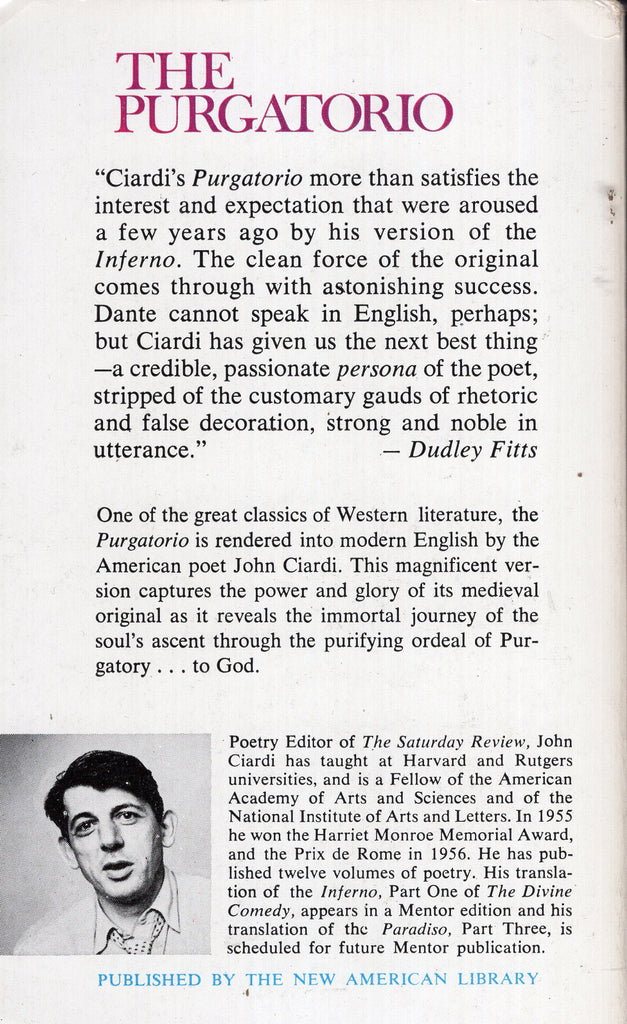 THE
PURGATORIO
“Ciardi's Purgatorio more than satisfies the
interest and expectation that were aroused
a few years ago by his version of the
Inferno. The clean force of the original
comes through with astonishing success.
Dante cannot speak in English, perhaps;
but Ciardi has given us the next best thing
—a credible, passionate persona of the poet,
stripped of the customary gauds of rhetoric
and false decoration, strong and noble in
utterance.” — Dudley Fitts
One of the great classics of Western literature, the
Purgatorio is rendered into modern English by the
American poet John Ciardi. This magnificent ver-
sion captures the power and glory of its medieval
original as it reveals the immortal journey of the
soul's ascent through the purifying ordeal of Pur-
gatory . . . to God.
Poetry Editor of The Saturday Review, John
Ciardi has taught at Harvard and Rutgers
universities, and is a Fellow of the American
Academy of Arts and Sciences and of the
National Institute of Arts and Letters. In 1955
he won the Harriet Monroe Memorial Award,
and the Prix de Rome in 1956. He has pub-
lished twelve volumes of poetry. His transla-
tion of the Inferno, Part One of The Divine
Comedy, appears in a Mentor edition and his
translation of the Paradiso, Part Three, is
scheduled for future Mentor publication.
PUBLISHED BY THE NEW AMERICAN LIBRARY